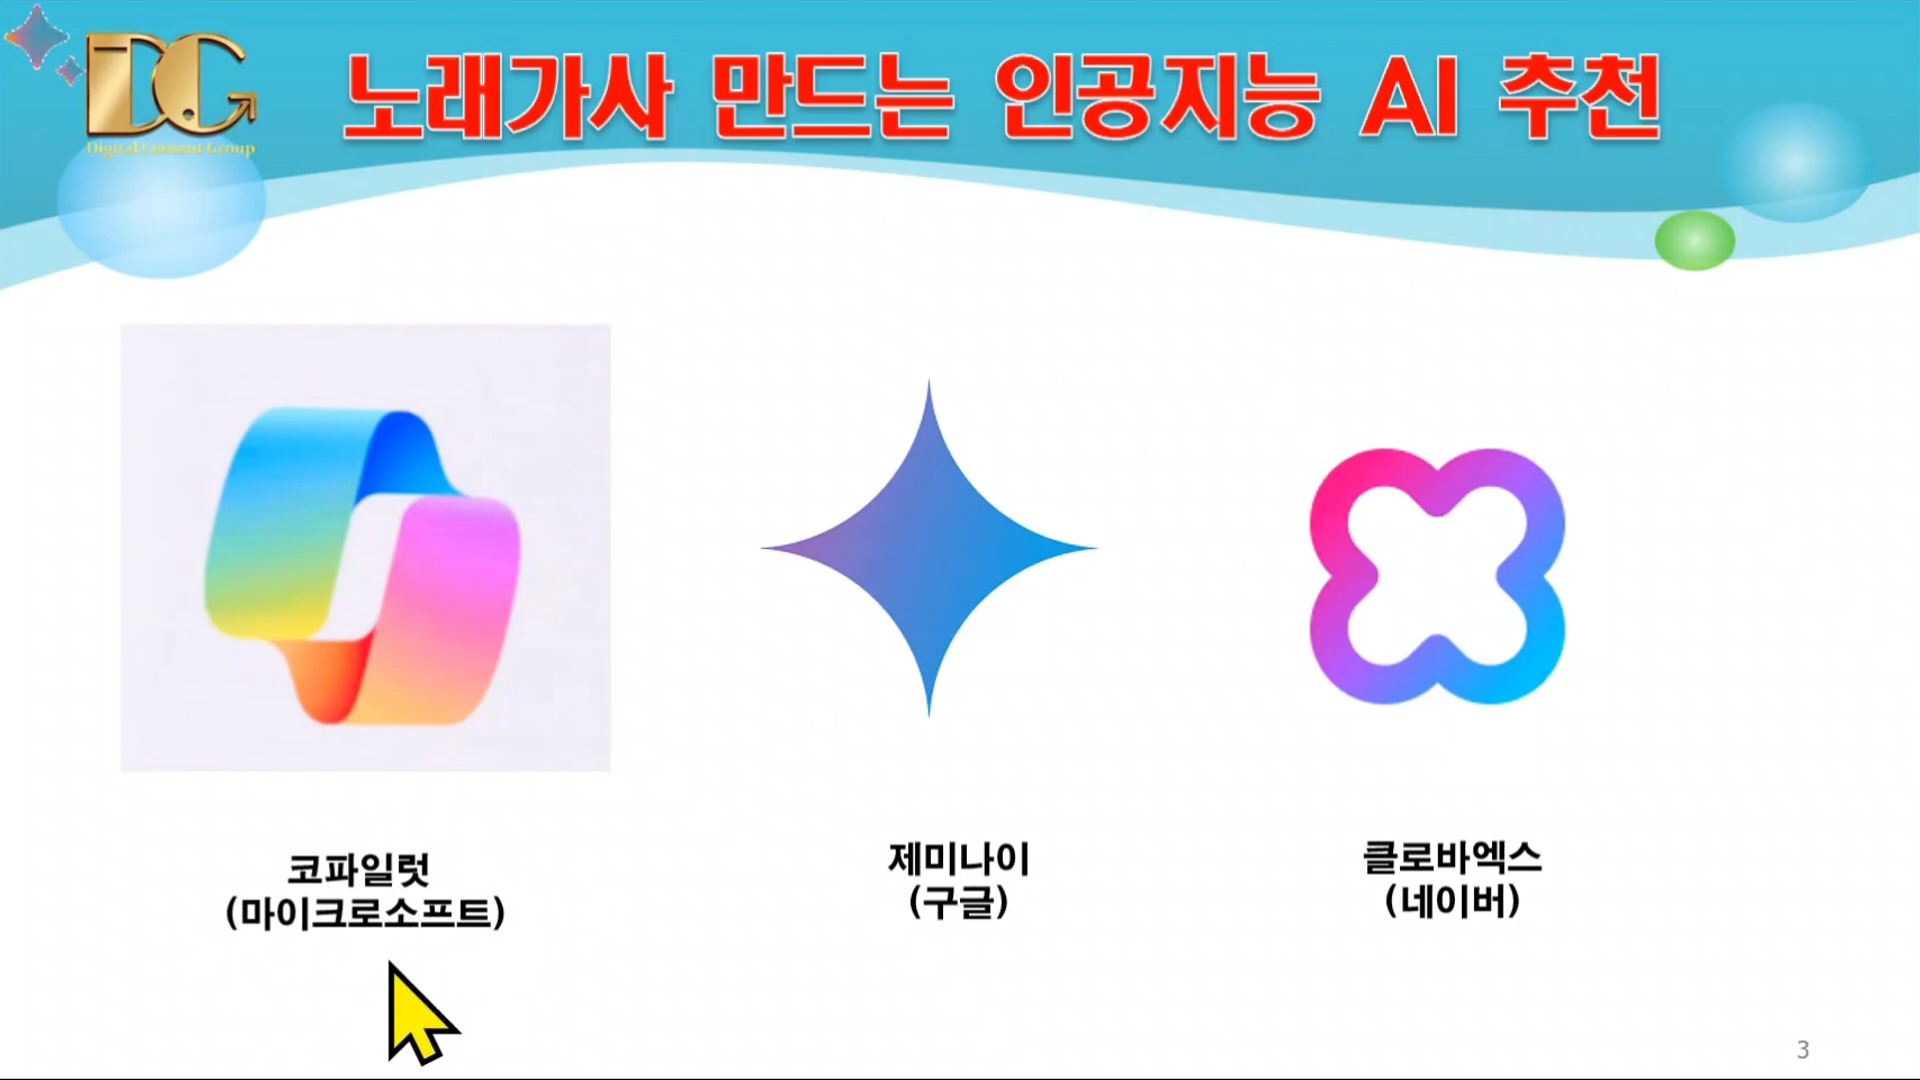 노래가사 만드는 인공지능 AI 추천
DG
코파일럿
(마이크로소프트)
제미나이
(구글)
클로바엑스
(네이버)
3